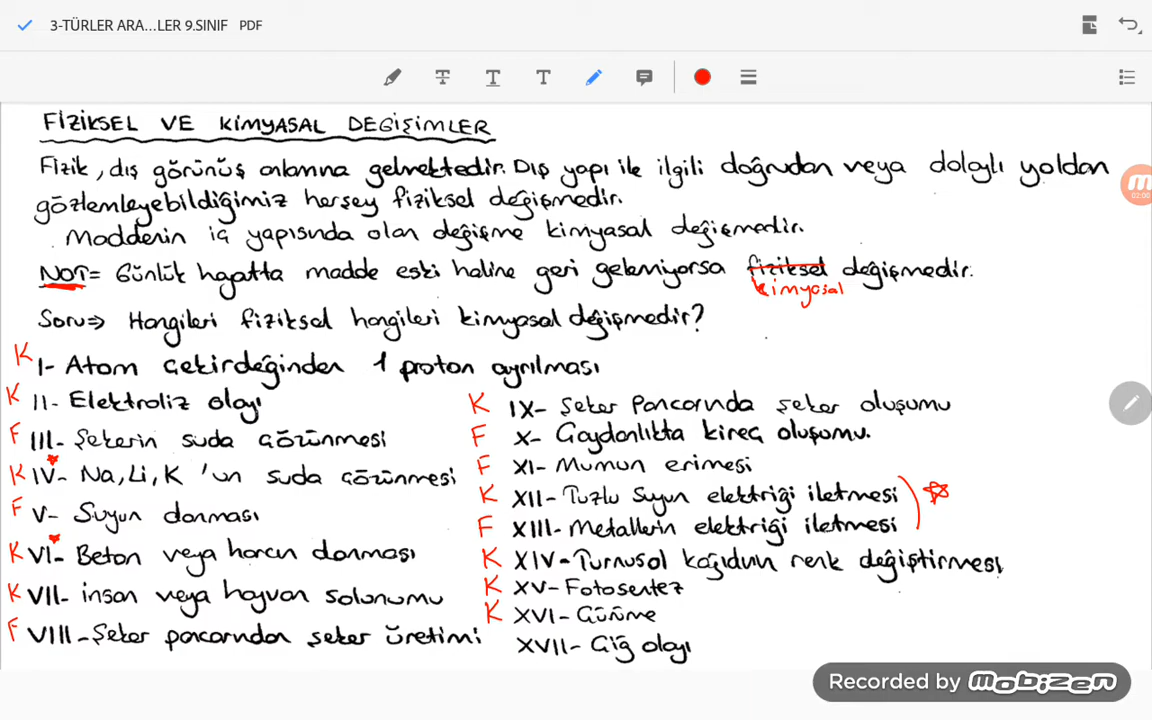 3-TÜRLER ARA...LER 9.SINIF PDF
FİZİKSEL VE KİMYASAL DEĞİŞİMLER
Fizik, dış görünüş anlamına gelmektedir. Dış yapı ile ilgili doğrudan veya dolaylı yoldan
gözlemleyebildiğimiz herşey fiziksel değişmedir.
Maddenin iç yapısında olan değişme kimyasal değişmedir.
NOT= Günlük hayatta madde eski haline geri gelemiyorsa fiziksel değişmedir.
kimyasal
Soru⇒ Hangileri fiziksel hangileri kimyasal değişmedir?
K I- Atom çekirdeğinden 1 proton ayrılması
K II- Elektroliz olayı
F III- Şekerin suda çözünmesi
K IV- Na, Li, K 'un suda çözünmesi
F V- Suyun donması
K VI- Beton veya harcın donması
K VII- İnsan veya hayvan solunumu
F VIII- Şeker pancarından şeker üretimi
K IX- Şeker Pancarında şeker oluşumu
F X- Çaydanlıkta kireç oluşumu.
F XI- Mumun erimesi
K XII- Tuzlu Suyun elektriği iletmesi
F XIII- Metallerin elektriği iletmesi
K XIV- Turnusol kağıdının renk değiştirmesi
K XV- Fotosentez
K XVI- Çürüme
XVII- Çiğ olayı
02:00
Recorded by mobizen